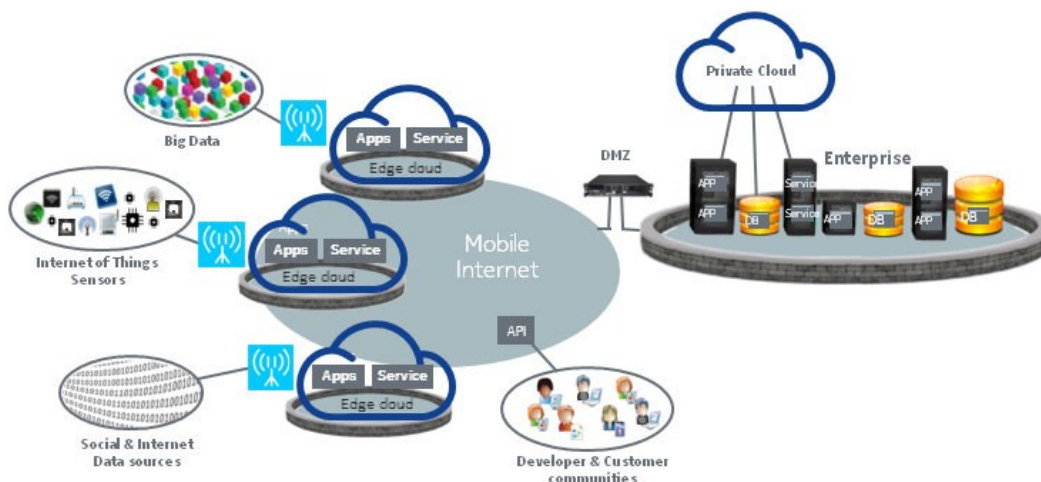 Private Cloud
Big Data
Apps
Service
Edge cloud
DMZ
Enterprise
APP
APP
DB
Service
Service
APP
DB
APP
APP
DB
Internet of Things
Sensors
Apps
Service
Edge cloud
Mobile
Internet
API
Social & Internet
Data sources
Apps
Service
Edge cloud
Developer & Customer
communities